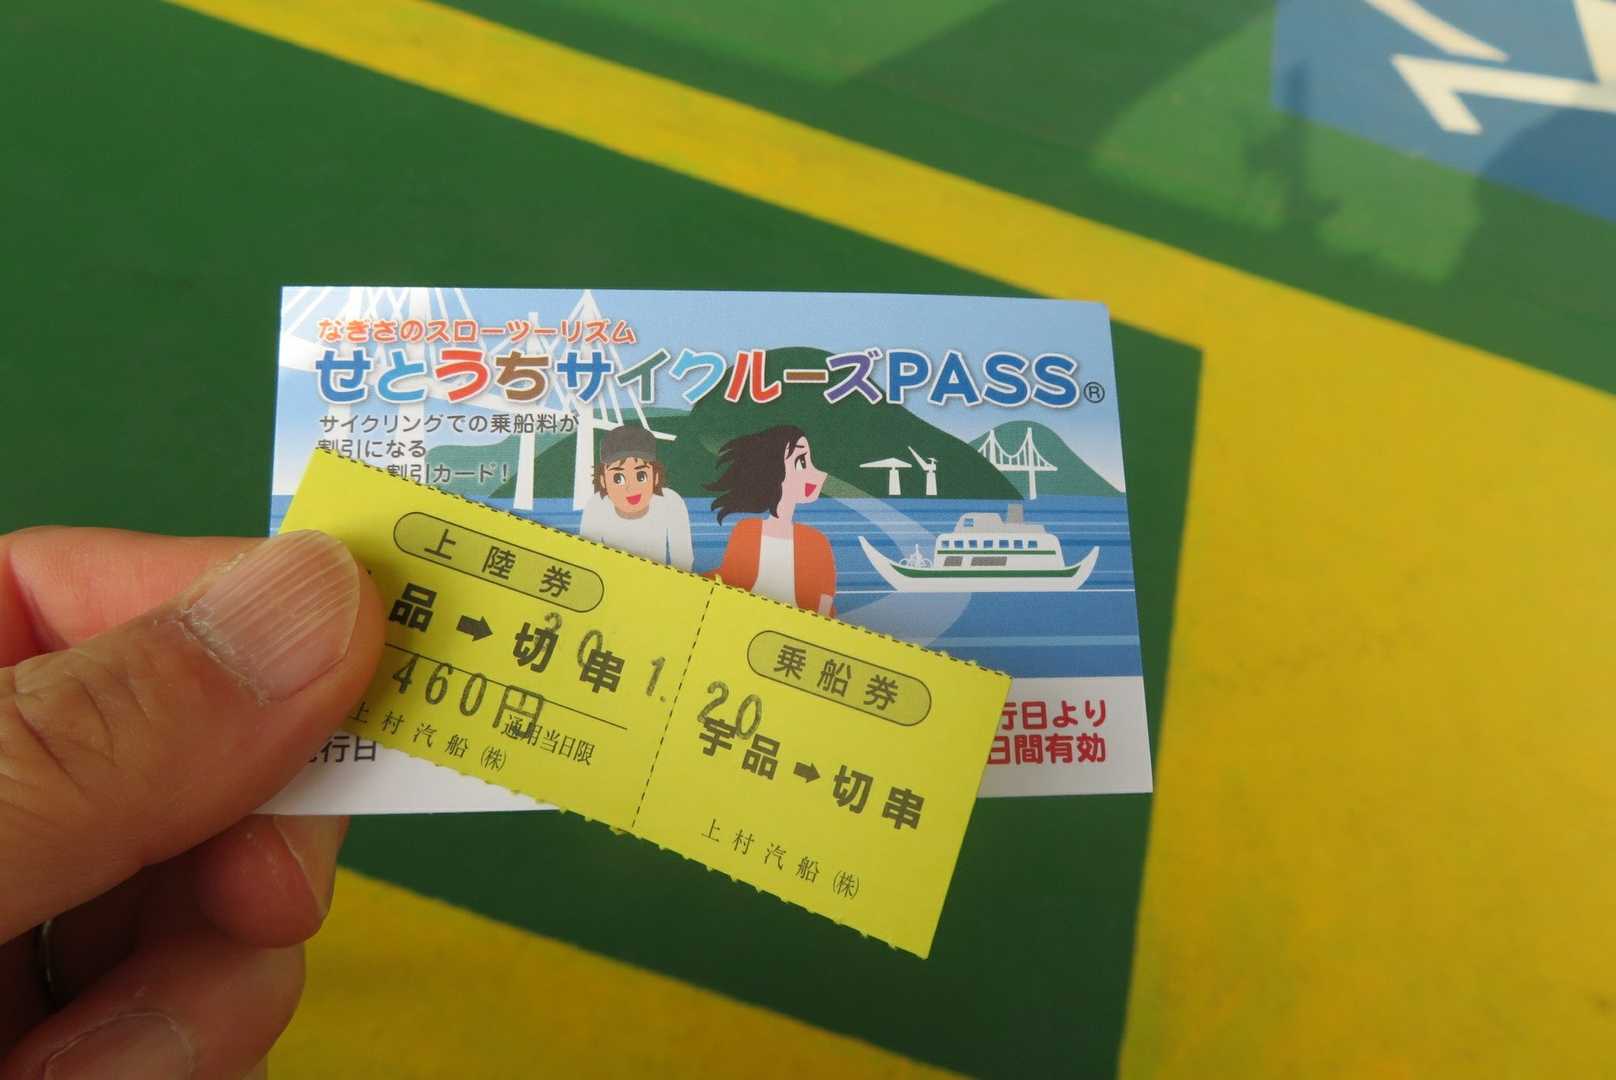 なぎさのスローツーリズム
せとうちサイクルーズPASS®
サイクリングでの乗船料が
割引になる
割引カード!
上陸券
品➡切串
460円
通用当日限
上村汽船(株)
20 1. 20
乗船券
宇品➡切串
上村汽船(株)
行日
行日より
日間有効